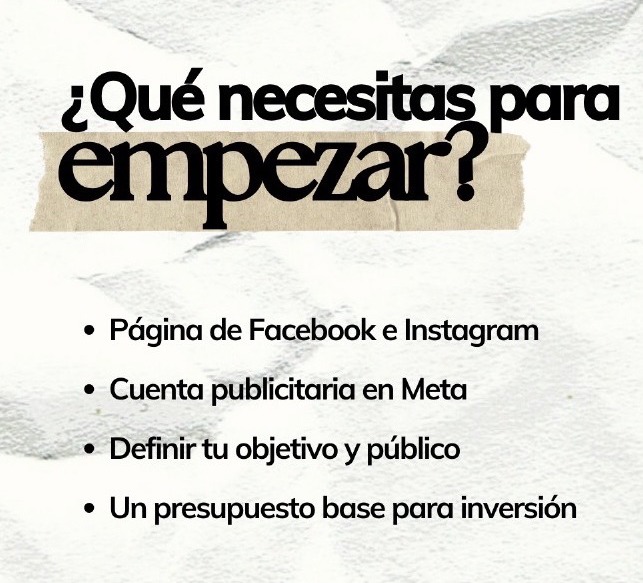 ¿Qué necesitas para
empezar?
• Página de Facebook e Instagram
• Cuenta publicitaria en Meta
• Definir tu objetivo y público
• Un presupuesto base para inversión